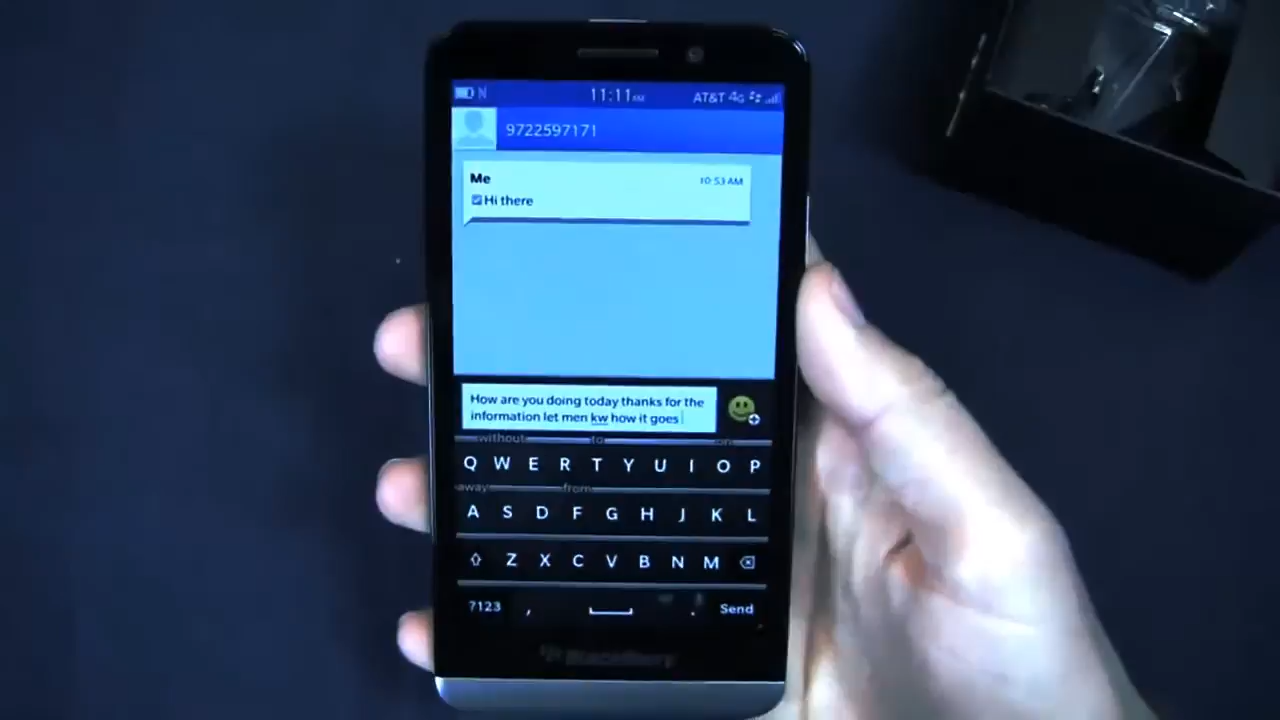 N 11:11 AM AT&T 4G
9722597171
Me 10:53 AM
Hi there
How are you doing today thanks for the
information let men kw how it goes
without to on
Q W E R T Y U I O P
away from
A S D F G H J K L
Z X C V B N M
?123 , . Send
BlackBerry